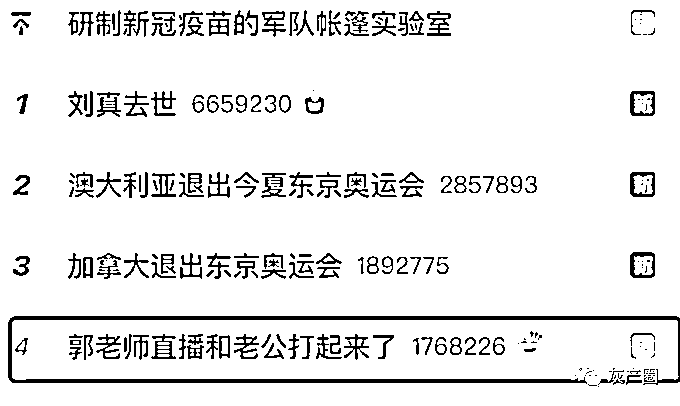 研制新冠疫苗的军队帐篷实验室
1 刘真去世 6659230 新
2 澳大利亚退出今夏东京奥运会 2857893 新
3 加拿大退出东京奥运会 1892775 新
4 郭老师直播和老公打起来了 1768226
灰产圈